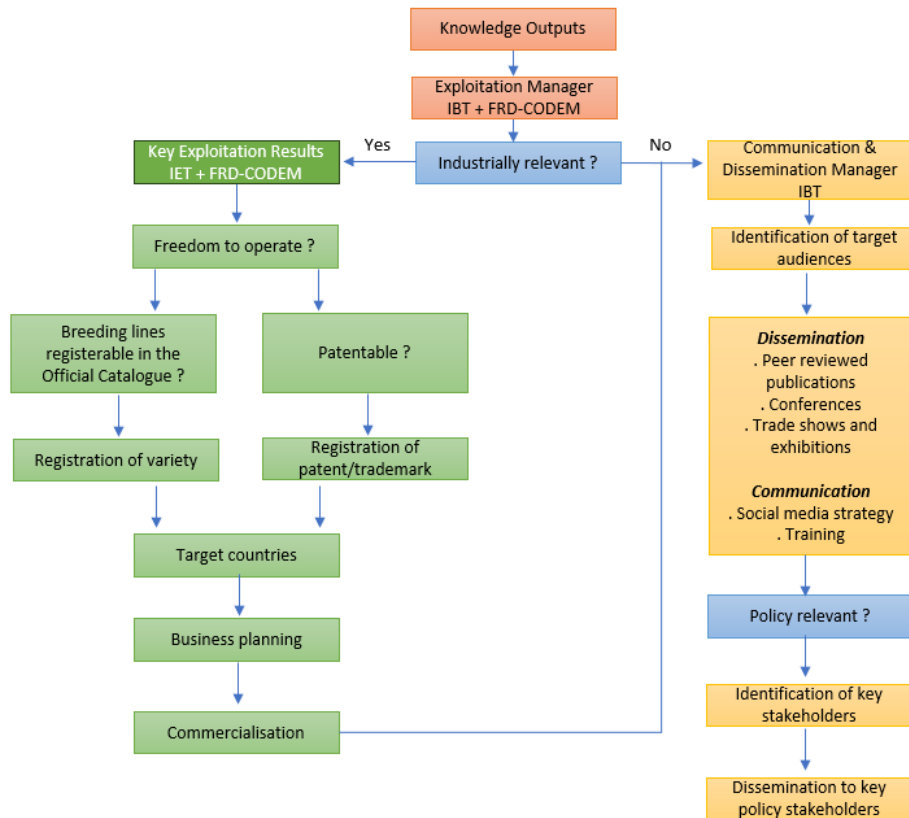 Knowledge Outputs
Exploitation Manager
IBT + FRD-CODEM
Yes
Industrially relevant ?
No
Key Exploitation Results
IET + FRD-CODEM
Communication &
Dissemination Manager
IBT
Freedom to operate ?
Identification of target
audiences
Breeding lines
registerable in the
Official Catalogue ?
Patentable ?
Dissemination
. Peer reviewed
publications
. Conferences
. Trade shows and
exhibitions
Communication
. Social media strategy
. Training
Registration of variety
Registration of
patent/trademark
Target countries
Policy relevant ?
Business planning
Identification of key
stakeholders
Commercialisation
Dissemination to key
policy stakeholders